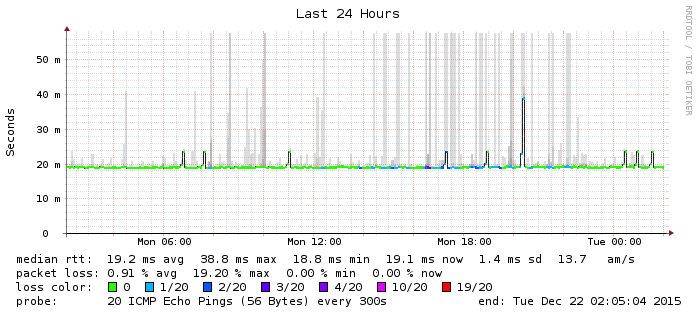 Last 24 Hours
RRDTOOL / TOBI OETIKER
Seconds
50 m
40 m
30 m
20 m
10 m
0
Mon 06:00 Mon 12:00 Mon 18:00 Tue 00:00
median rtt: 19.2 ms avg 38.8 ms max 18.8 ms min 19.1 ms now 1.4 ms sd 13.7 am/s
packet loss: 0.91 % avg 19.20 % max 0.00 % min 0.00 % now
loss color: 0 1/20 2/20 3/20 4/20 10/20 19/20
probe: 20 ICMP Echo Pings (56 Bytes) every 300s end: Tue Dec 22 02:05:04 2015